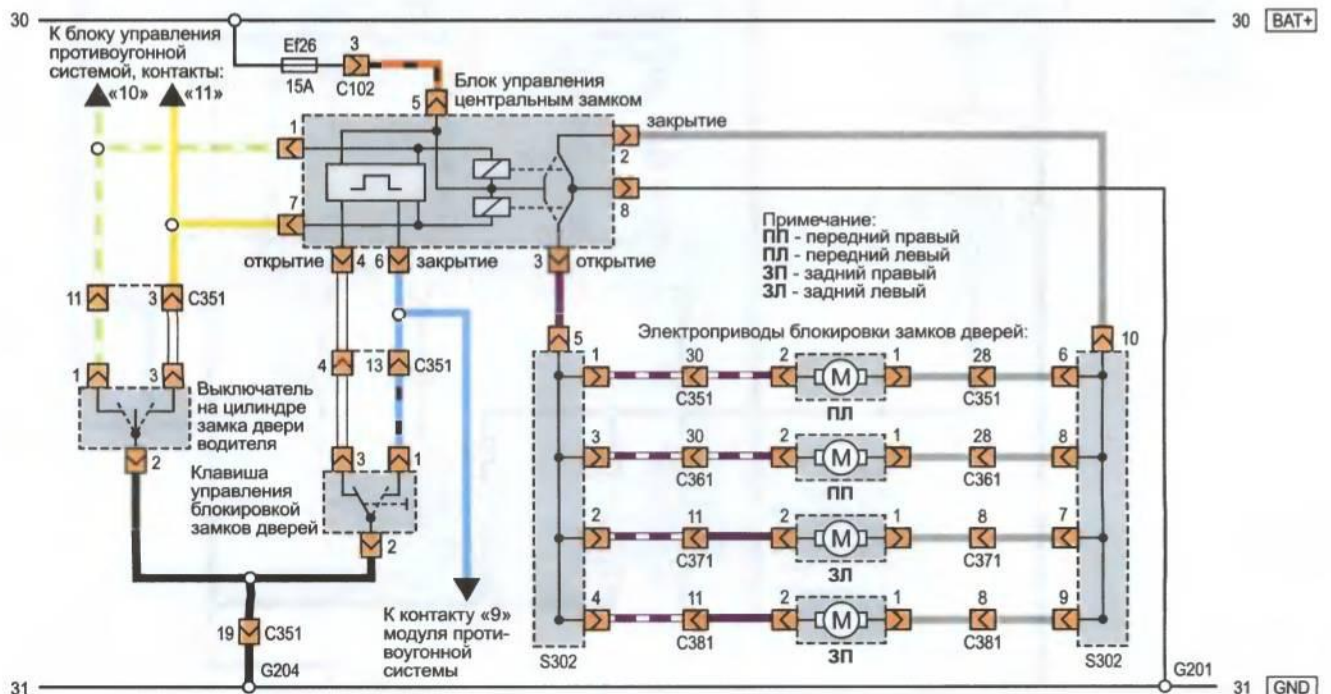 30
30 BAT+
К блоку управления
противоугонной
системой, контакты:
«10» «11»
Ef26
15A
3
C102
5
Блок управления
центральным замком
1
7
закрытие
2
8
открытие 4 6 закрытие
3 открытие
Примечание:
ПП - передний правый
ПЛ - передний левый
ЗП - задний правый
ЗЛ - задний левый
11 3 C351
4 13 C351
1 3
Выключатель
на цилиндре
замка двери
водителя
2
Клавиша
управления
блокировкой
замков дверей
3 1
2
К контакту «9»
модуля проти-
воугонной
системы
19 C351
G204
Электроприводы блокировки замков дверей:
5 10
1 30 2 M 1 28 6
C351 ПЛ C351
3 30 2 M 1 28 8
C361 ПП C361
2 11 2 M 1 8 7
C371 ЗЛ C371
4 11 2 M 1 8 9
C381 ЗП C381
S302 S302
G201
31
31 GND